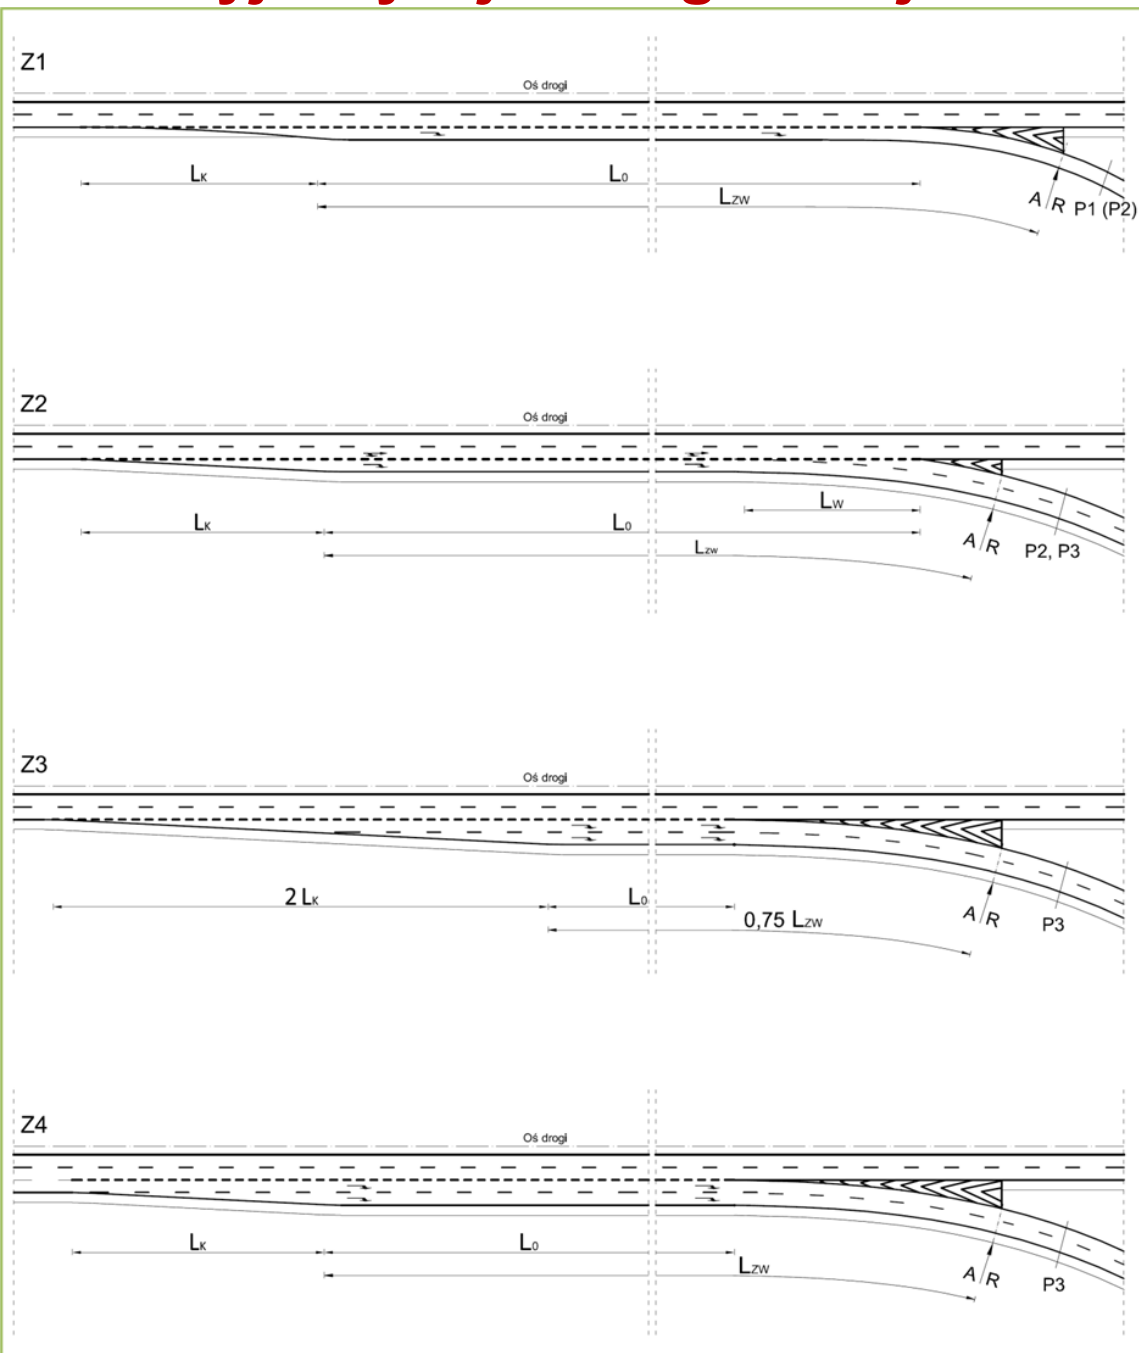 Z1
Oś drogi
LK
L0
LZW
A R P1 (P2)
Z2
Oś drogi
LK
L0
LW
LZW
A R P2, P3
Z3
Oś drogi
2 LK
L0
0,75 LZW
A R P3
Z4
Oś drogi
LK
L0
LZW
A R P3